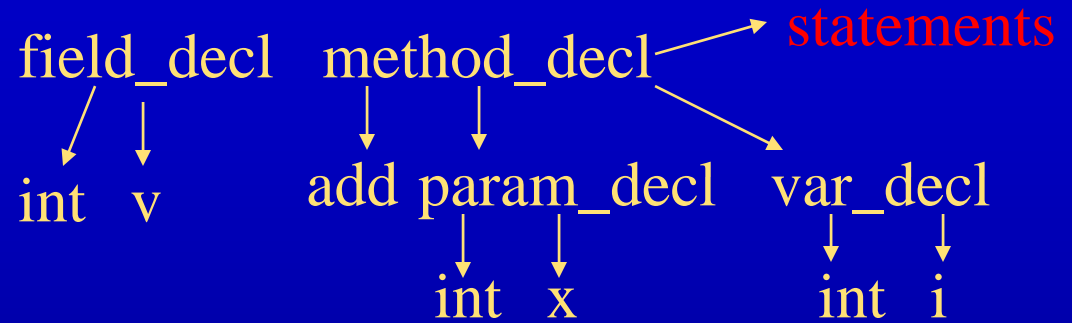 statements
field_decl method_decl
add param_decl var_decl
int v
int x int i